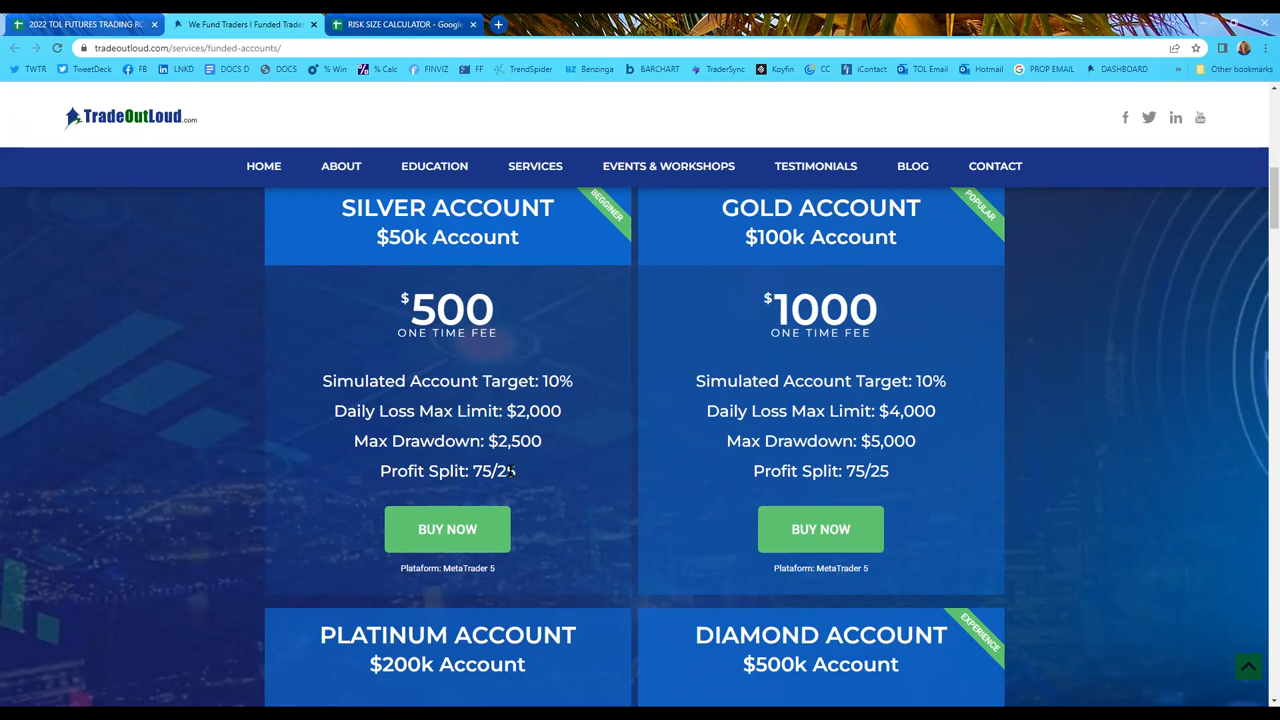 2022 TOL FUTURES TRADING RO
We Fund Traders | Funded Trade
RISK SIZE CALCULATOR - Google
tradeoutloud.com/services/funded-accounts/
TWTR TweetDeck FB LNKD DOCS D DOCS % Win % Calc FINVIZ FF TrendSpider Benzinga BARCHART TraderSync Koyfin CC iContact TOL Email Hotmail PROP EMAIL DASHBOARD » Other bookmarks
TradeOutLoud.com
HOME ABOUT EDUCATION SERVICES EVENTS & WORKSHOPS TESTIMONIALS BLOG CONTACT
SILVER ACCOUNT
$50k Account
BEGGINER
$500
ONE TIME FEE
Simulated Account Target: 10%
Daily Loss Max Limit: $2,000
Max Drawdown: $2,500
Profit Split: 75/25
BUY NOW
Plataform: MetaTrader 5
GOLD ACCOUNT
$100k Account
POPULAR
$1000
ONE TIME FEE
Simulated Account Target: 10%
Daily Loss Max Limit: $4,000
Max Drawdown: $5,000
Profit Split: 75/25
BUY NOW
Plataform: MetaTrader 5
PLATINUM ACCOUNT
$200k Account
DIAMOND ACCOUNT
$500k Account
EXPERIENCE